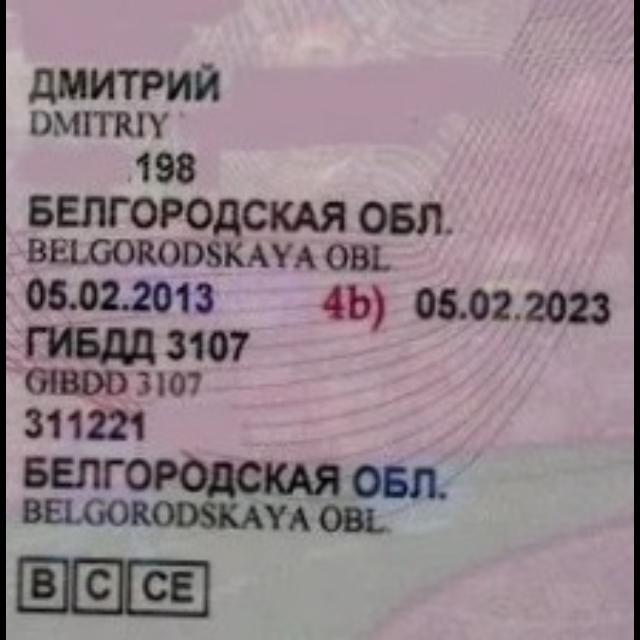 ДМИТРИЙ
DMITRIY
198
БЕЛГОРОДСКАЯ ОБЛ.
BELGORODSKAYA OBL.
05.02.2013 4b) 05.02.2023
ГИБДД 3107
GIBDD 3107
311221
БЕЛГОРОДСКАЯ ОБЛ.
BELGORODSKAYA OBL.
B C CE